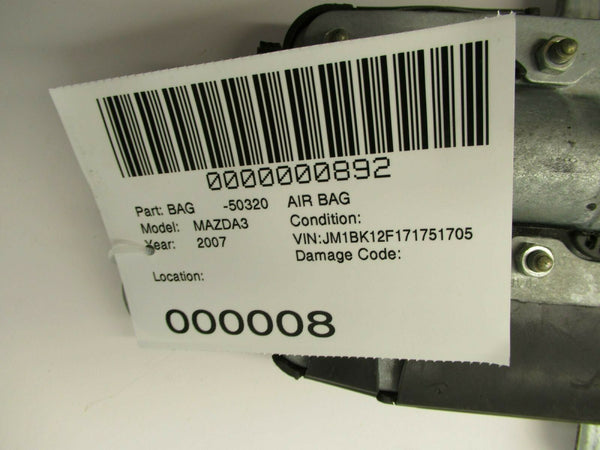 0000000892
Part: BAG -50320 AIR BAG
Model: MAZDA3 Condition:
Year: 2007 VIN:JM1BK12F171751705
Damage Code:
Location:
000008